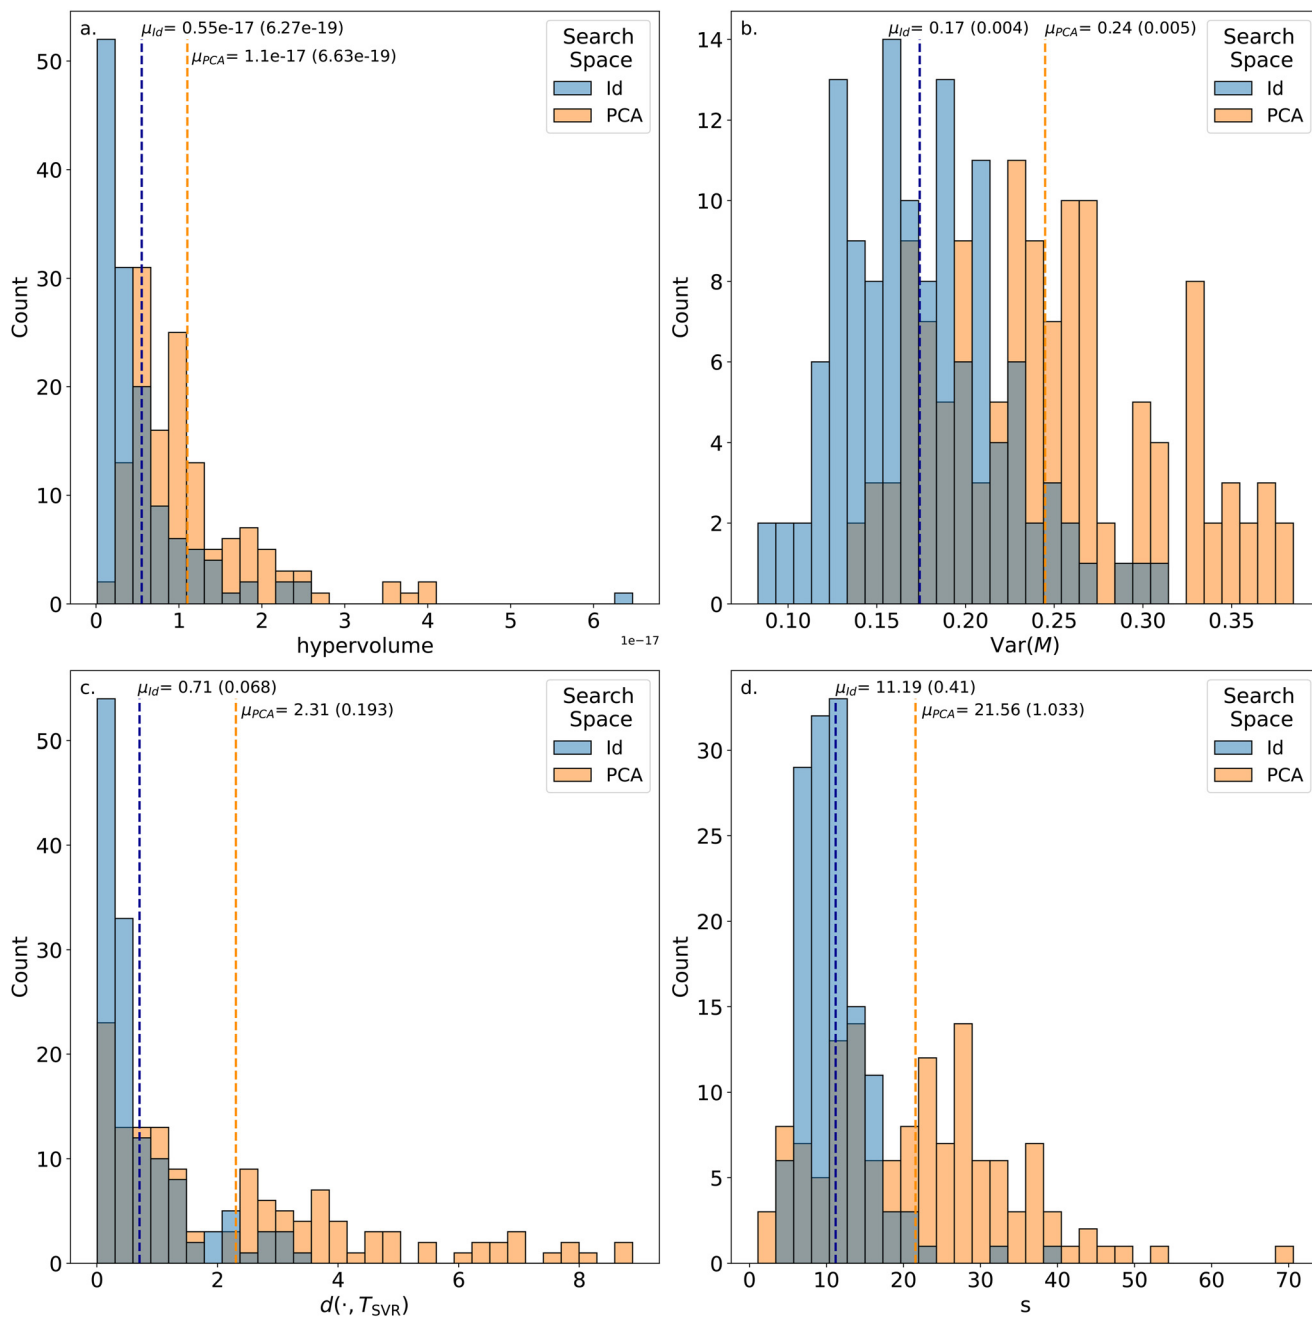 a.
μId= 0.55e-17 (6.27e-19)
μPCA= 1.1e-17 (6.63e-19)
Search
Space
Id
PCA
50
40
30
20
10
0
Count
0 1 2 3 4 5 6
1e−17
hypervolume
b.
μId= 0.17 (0.004) μPCA= 0.24 (0.005)
Search
Space
Id
PCA
14
12
10
8
6
4
2
0
Count
0.10 0.15 0.20 0.25 0.30 0.35
Var(M)
c.
μId= 0.71 (0.068)
μPCA= 2.31 (0.193)
Search
Space
Id
PCA
50
40
30
20
10
0
Count
0 2 4 6 8
d(·, TSVR)
d.
μId= 11.19 (0.41)
μPCA= 21.56 (1.033)
Search
Space
Id
PCA
30
25
20
15
10
5
0
Count
0 10 20 30 40 50 60 70
s